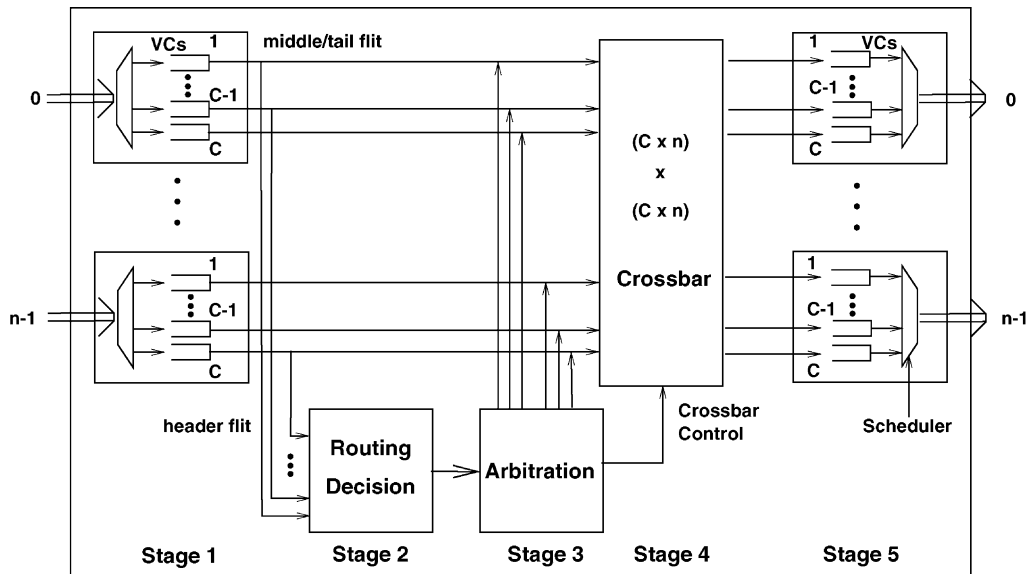 VCs
1
C-1
C
0
middle/tail flit
1
VCs
C-1
C
0
(C x n)
x
(C x n)
Crossbar
n-1
1
C-1
C
1
C-1
C
n-1
header flit
Routing
Decision
Arbitration
Crossbar
Control
Scheduler
Stage 1
Stage 2
Stage 3
Stage 4
Stage 5